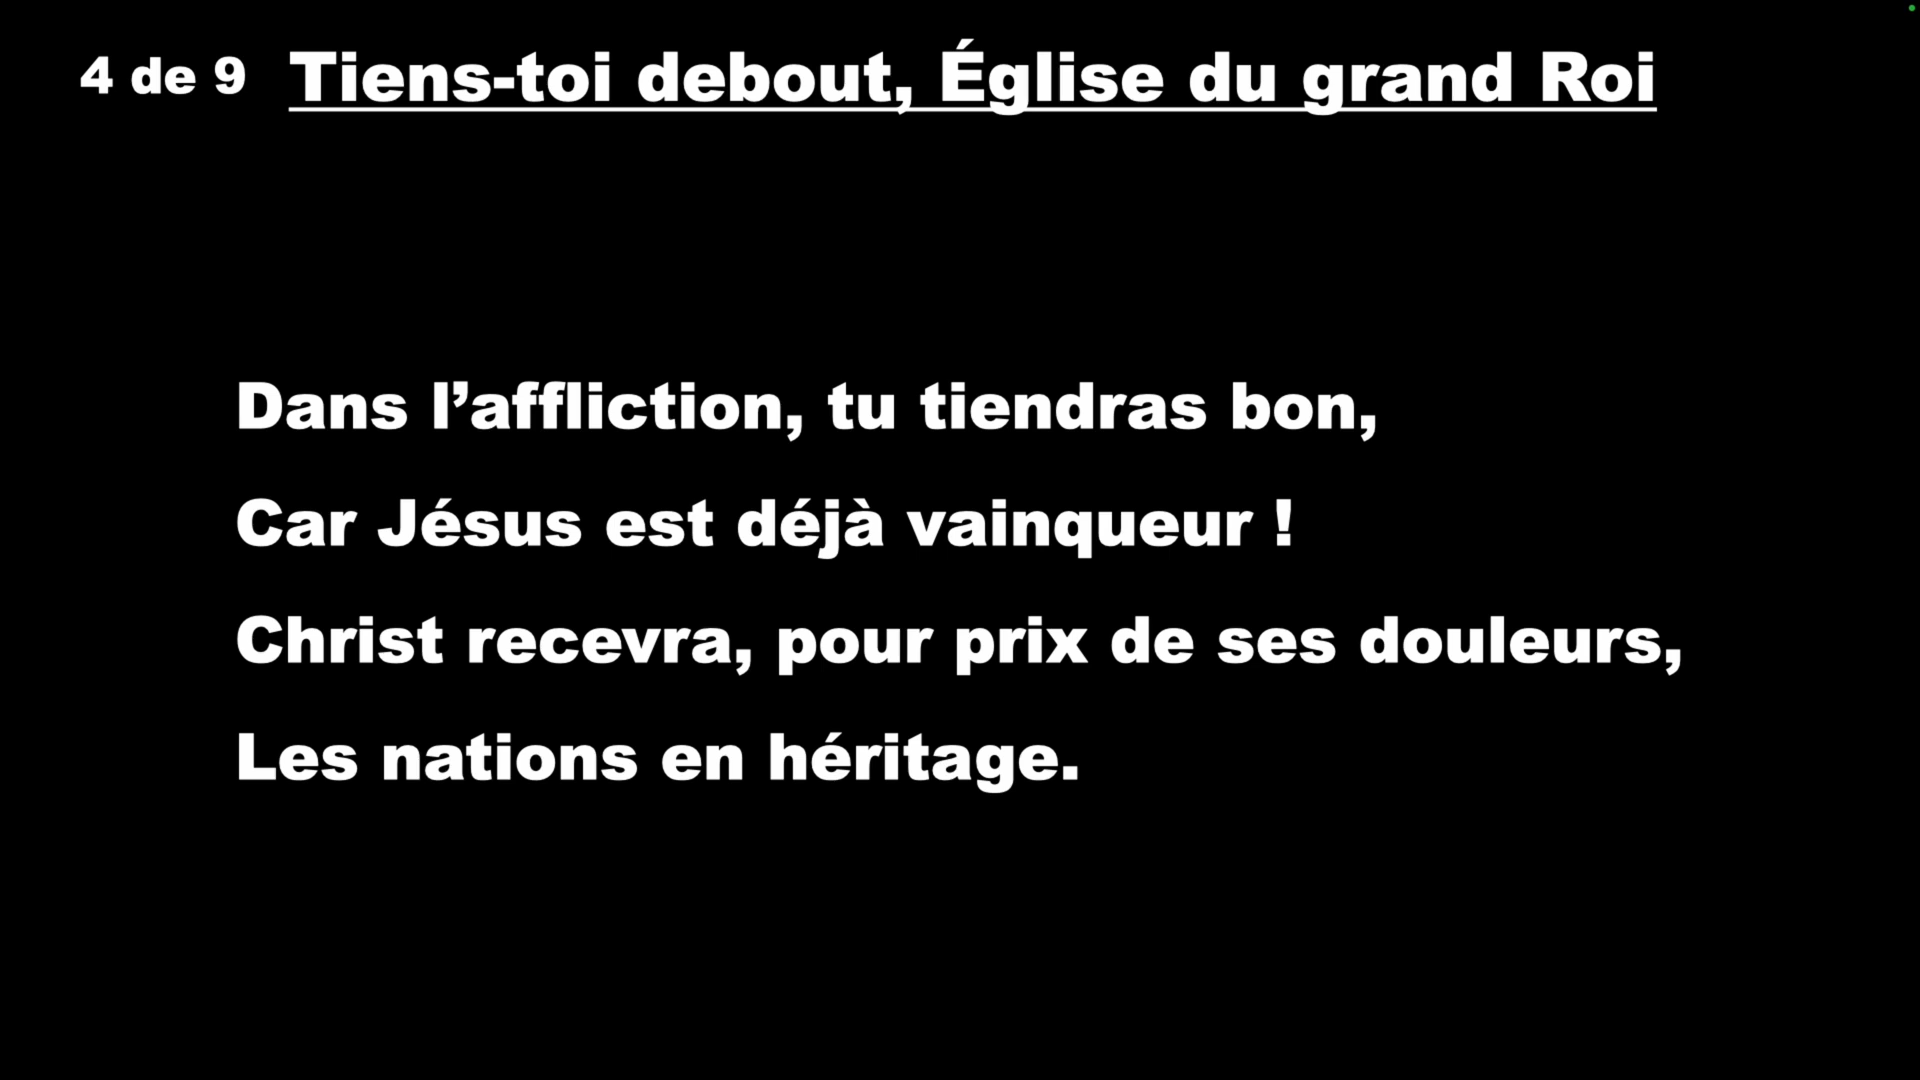 4 de 9 Tiens-toi debout, Église du grand Roi
Dans l’affliction, tu tiendras bon,
Car Jésus est déjà vainqueur !
Christ recevra, pour prix de ses douleurs,
Les nations en héritage.